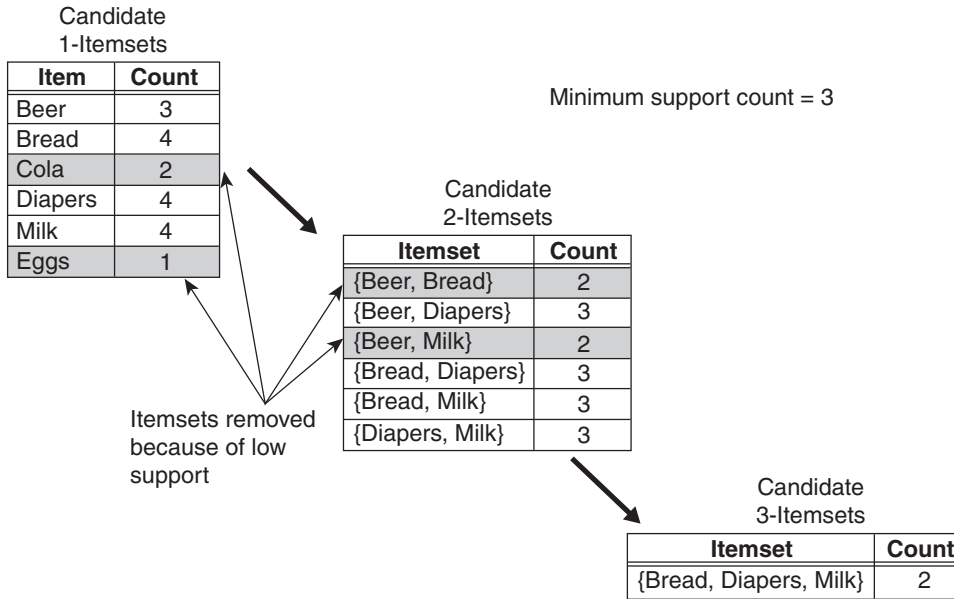 Candidate
1-Itemsets
Item Count
Beer 3
Bread 4
Cola 2
Diapers 4
Milk 4
Eggs 1
Minimum support count = 3
Candidate
2-Itemsets
Itemset Count
{Beer, Bread} 2
{Beer, Diapers} 3
{Beer, Milk} 2
{Bread, Diapers} 3
{Bread, Milk} 3
{Diapers, Milk} 3
Itemsets removed
because of low
support
Candidate
3-Itemsets
Itemset Count
{Bread, Diapers, Milk} 2